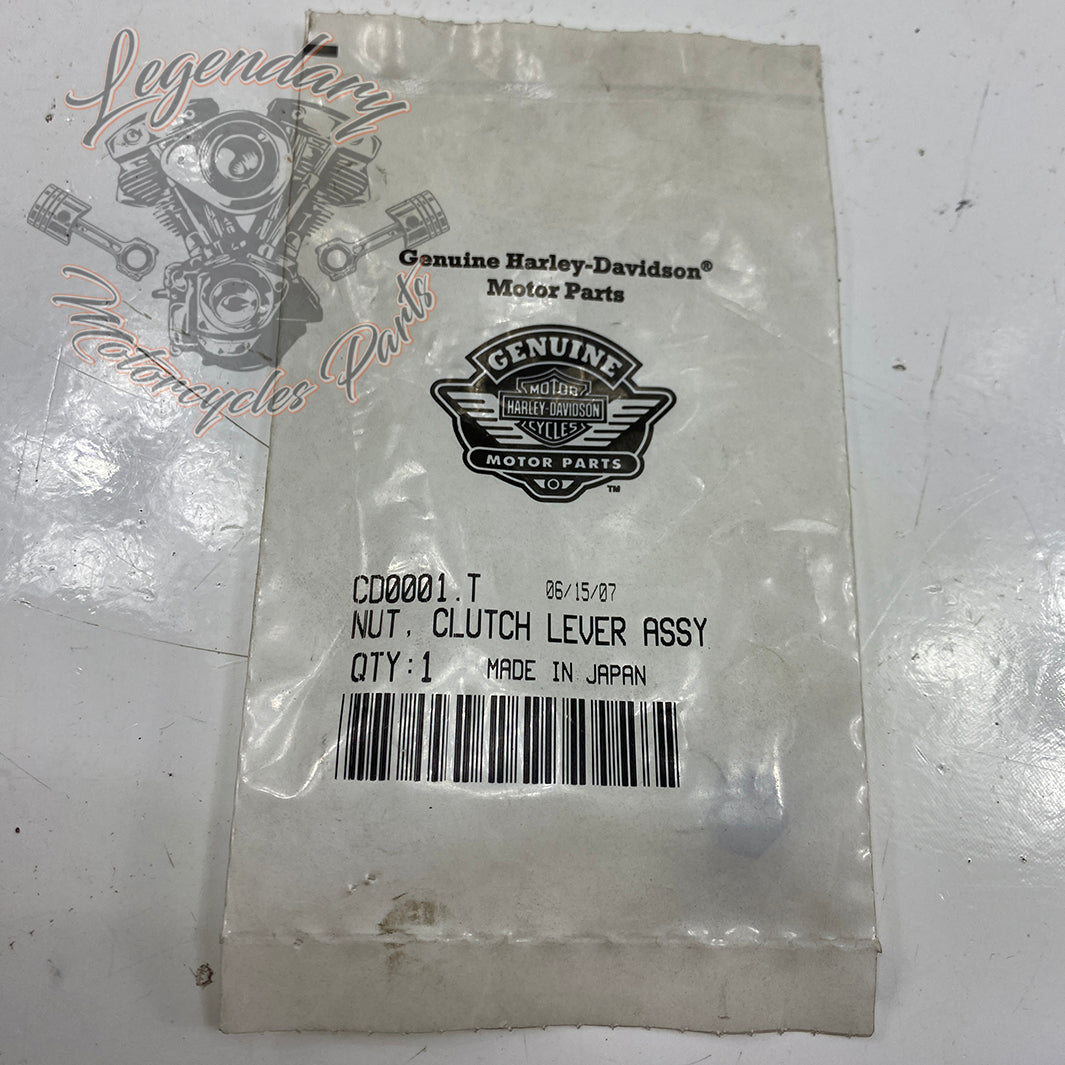 Legendary
Motorcycles Parts
Genuine Harley-Davidson®
Motor Parts
GENUINE
MOTOR
HARLEY-DAVIDSON
CYCLES
MOTOR PARTS
TM
CD0001.T 06/15/07
NUT, CLUTCH LEVER ASSY
QTY:1 MADE IN JAPAN